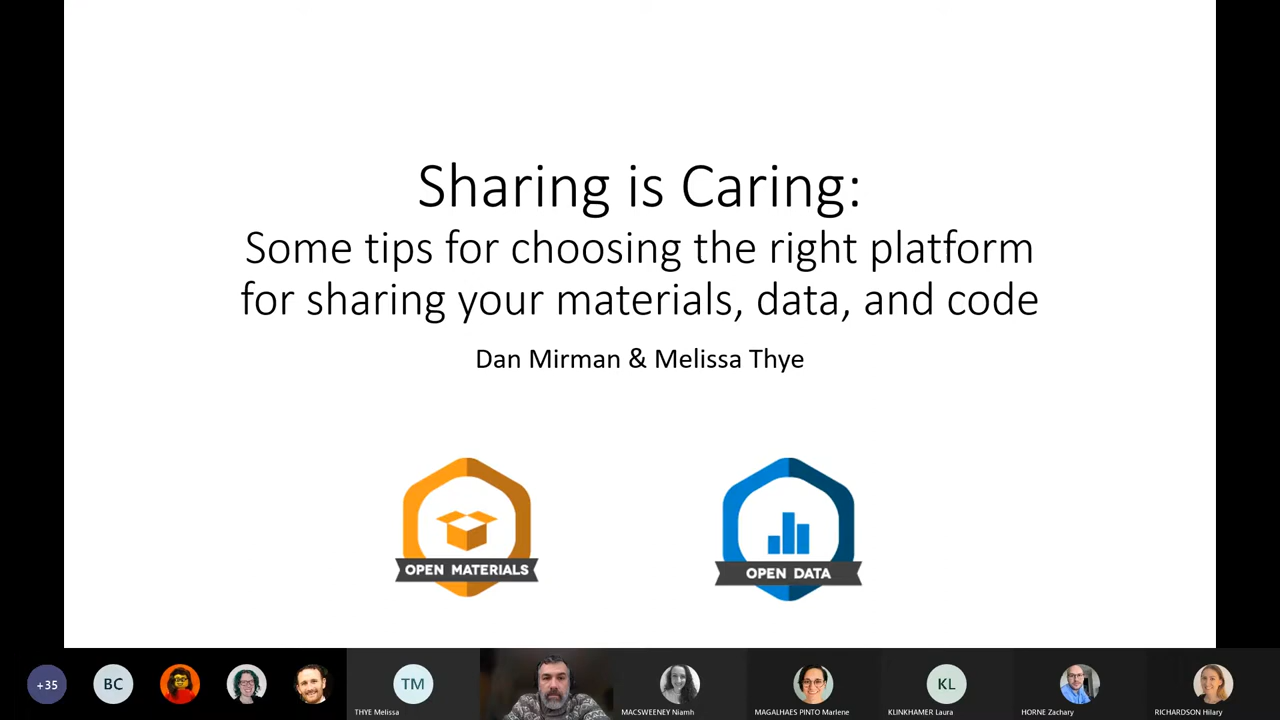 Sharing is Caring:
Some tips for choosing the right platform
for sharing your materials, data, and code
Dan Mirman & Melissa Thye
OPEN MATERIALS
OPEN DATA
+35
BC
TM
KL
THYE Melissa
MACSWEENEY Niamh
MAGALHAES PINTO Marlene
KLINKHAMER Laura
HORNE Zachary
RICHARDSON Hilary